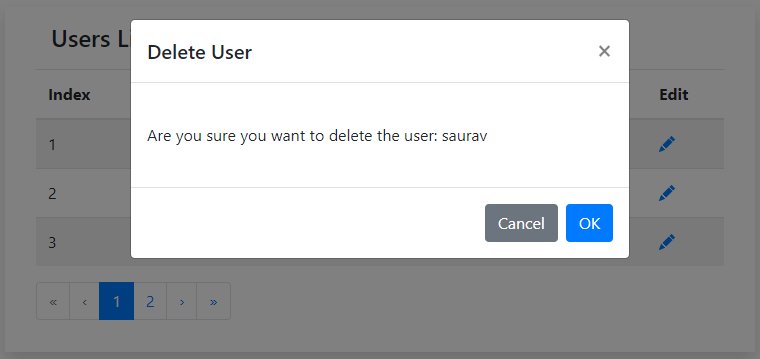 Users Li
Delete User ×
Index Edit
1
Are you sure you want to delete the user: saurav
2
Cancel OK
3
« ‹ 1 2 › »